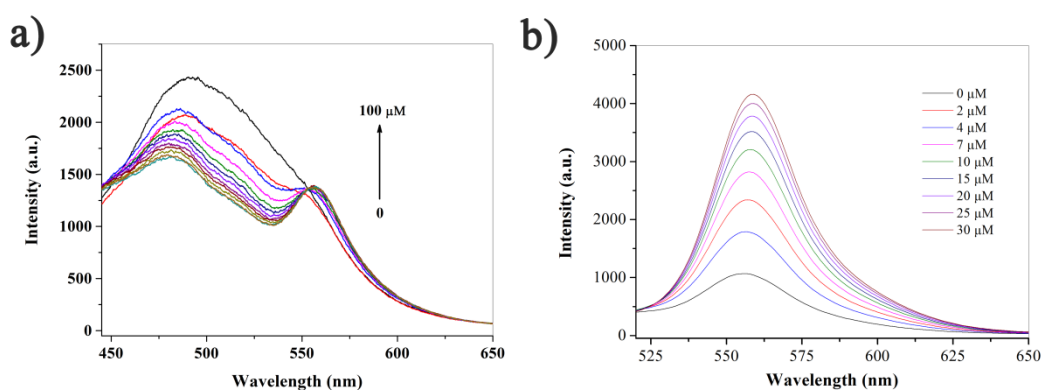 a)
2500
2000
1500
1000
500
0
Intensity (a.u.)
100 μM
0
450 500 550 600 650
Wavelength (nm)
b)
5000
4000
3000
2000
1000
0
Intensity (a.u.)
0 μM
2 μM
4 μM
7 μM
10 μM
15 μM
20 μM
25 μM
30 μM
525 550 575 600 625 650
Wavelength (nm)